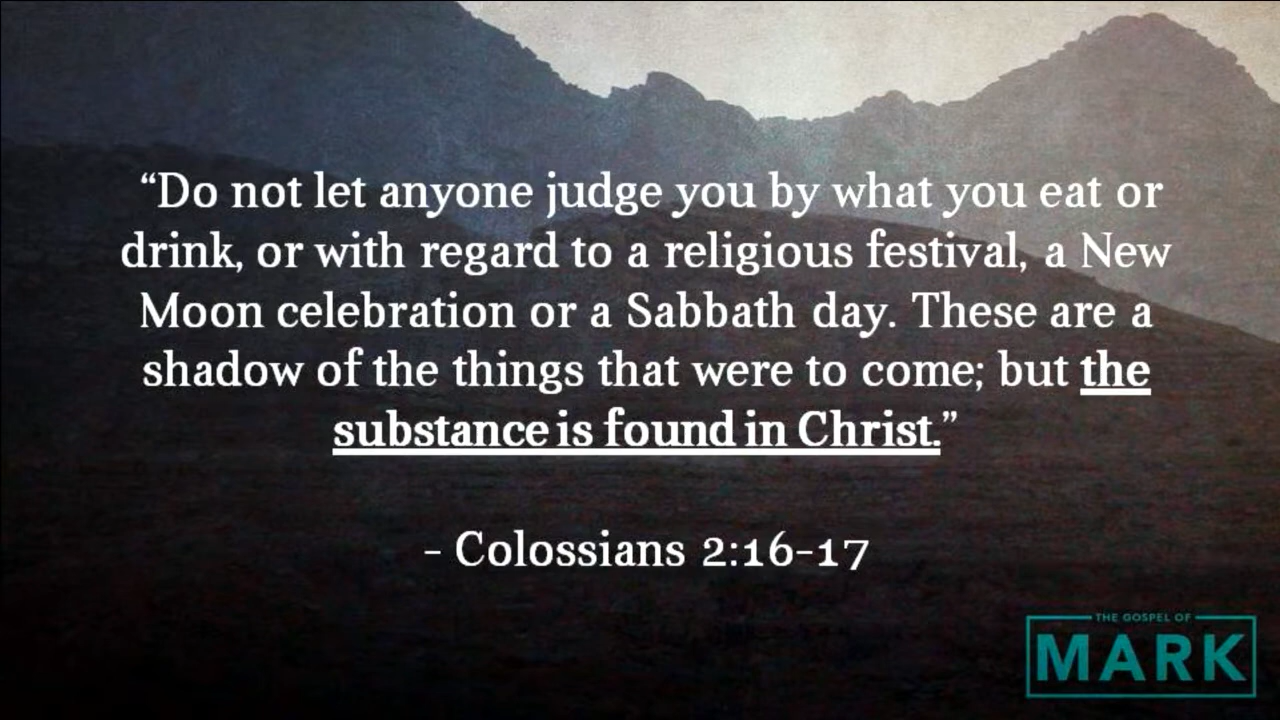 “Do not let anyone judge you by what you eat or
drink, or with regard to a religious festival, a New
Moon celebration or a Sabbath day. These are a
shadow of the things that were to come; but the
substance is found in Christ.”
- Colossians 2:16-17
THE GOSPEL OF
MARK